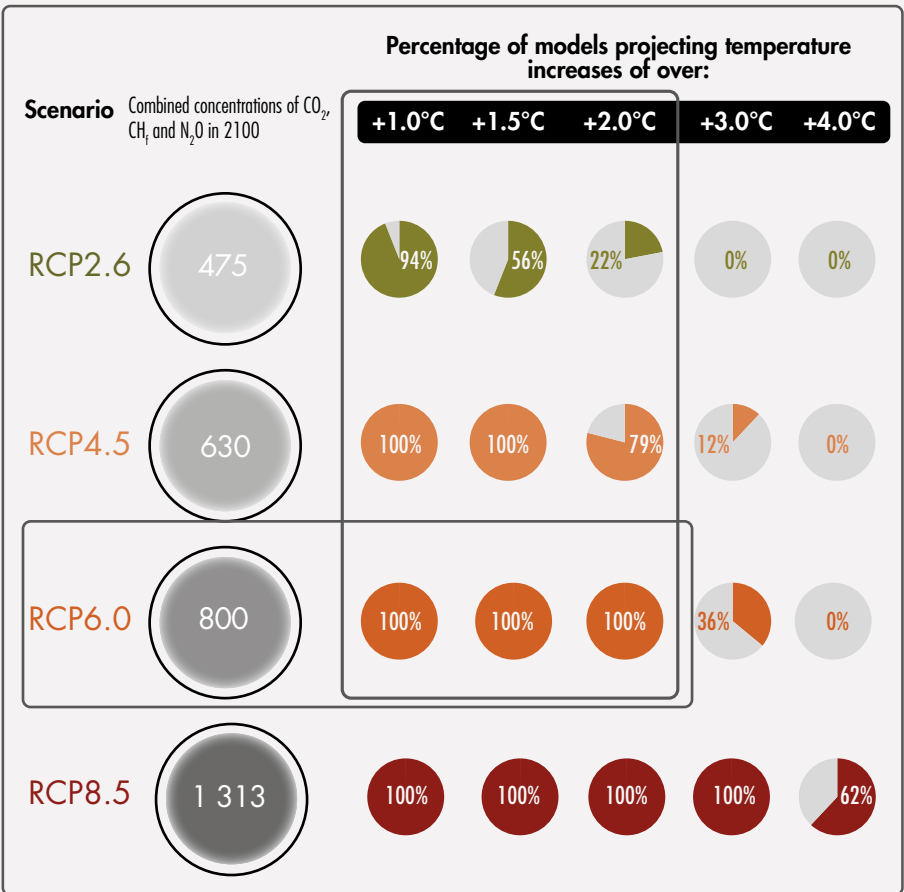 Percentage of models projecting temperature
increases of over:
Scenario Combined concentrations of CO₂,
CHf and N₂O in 2100
+1.0°C +1.5°C +2.0°C +3.0°C +4.0°C
RCP2.6 475 94% 56% 22% 0% 0%
RCP4.5 630 100% 100% 79% 12% 0%
RCP6.0 800 100% 100% 100% 36% 0%
RCP8.5 1 313 100% 100% 100% 100% 62%